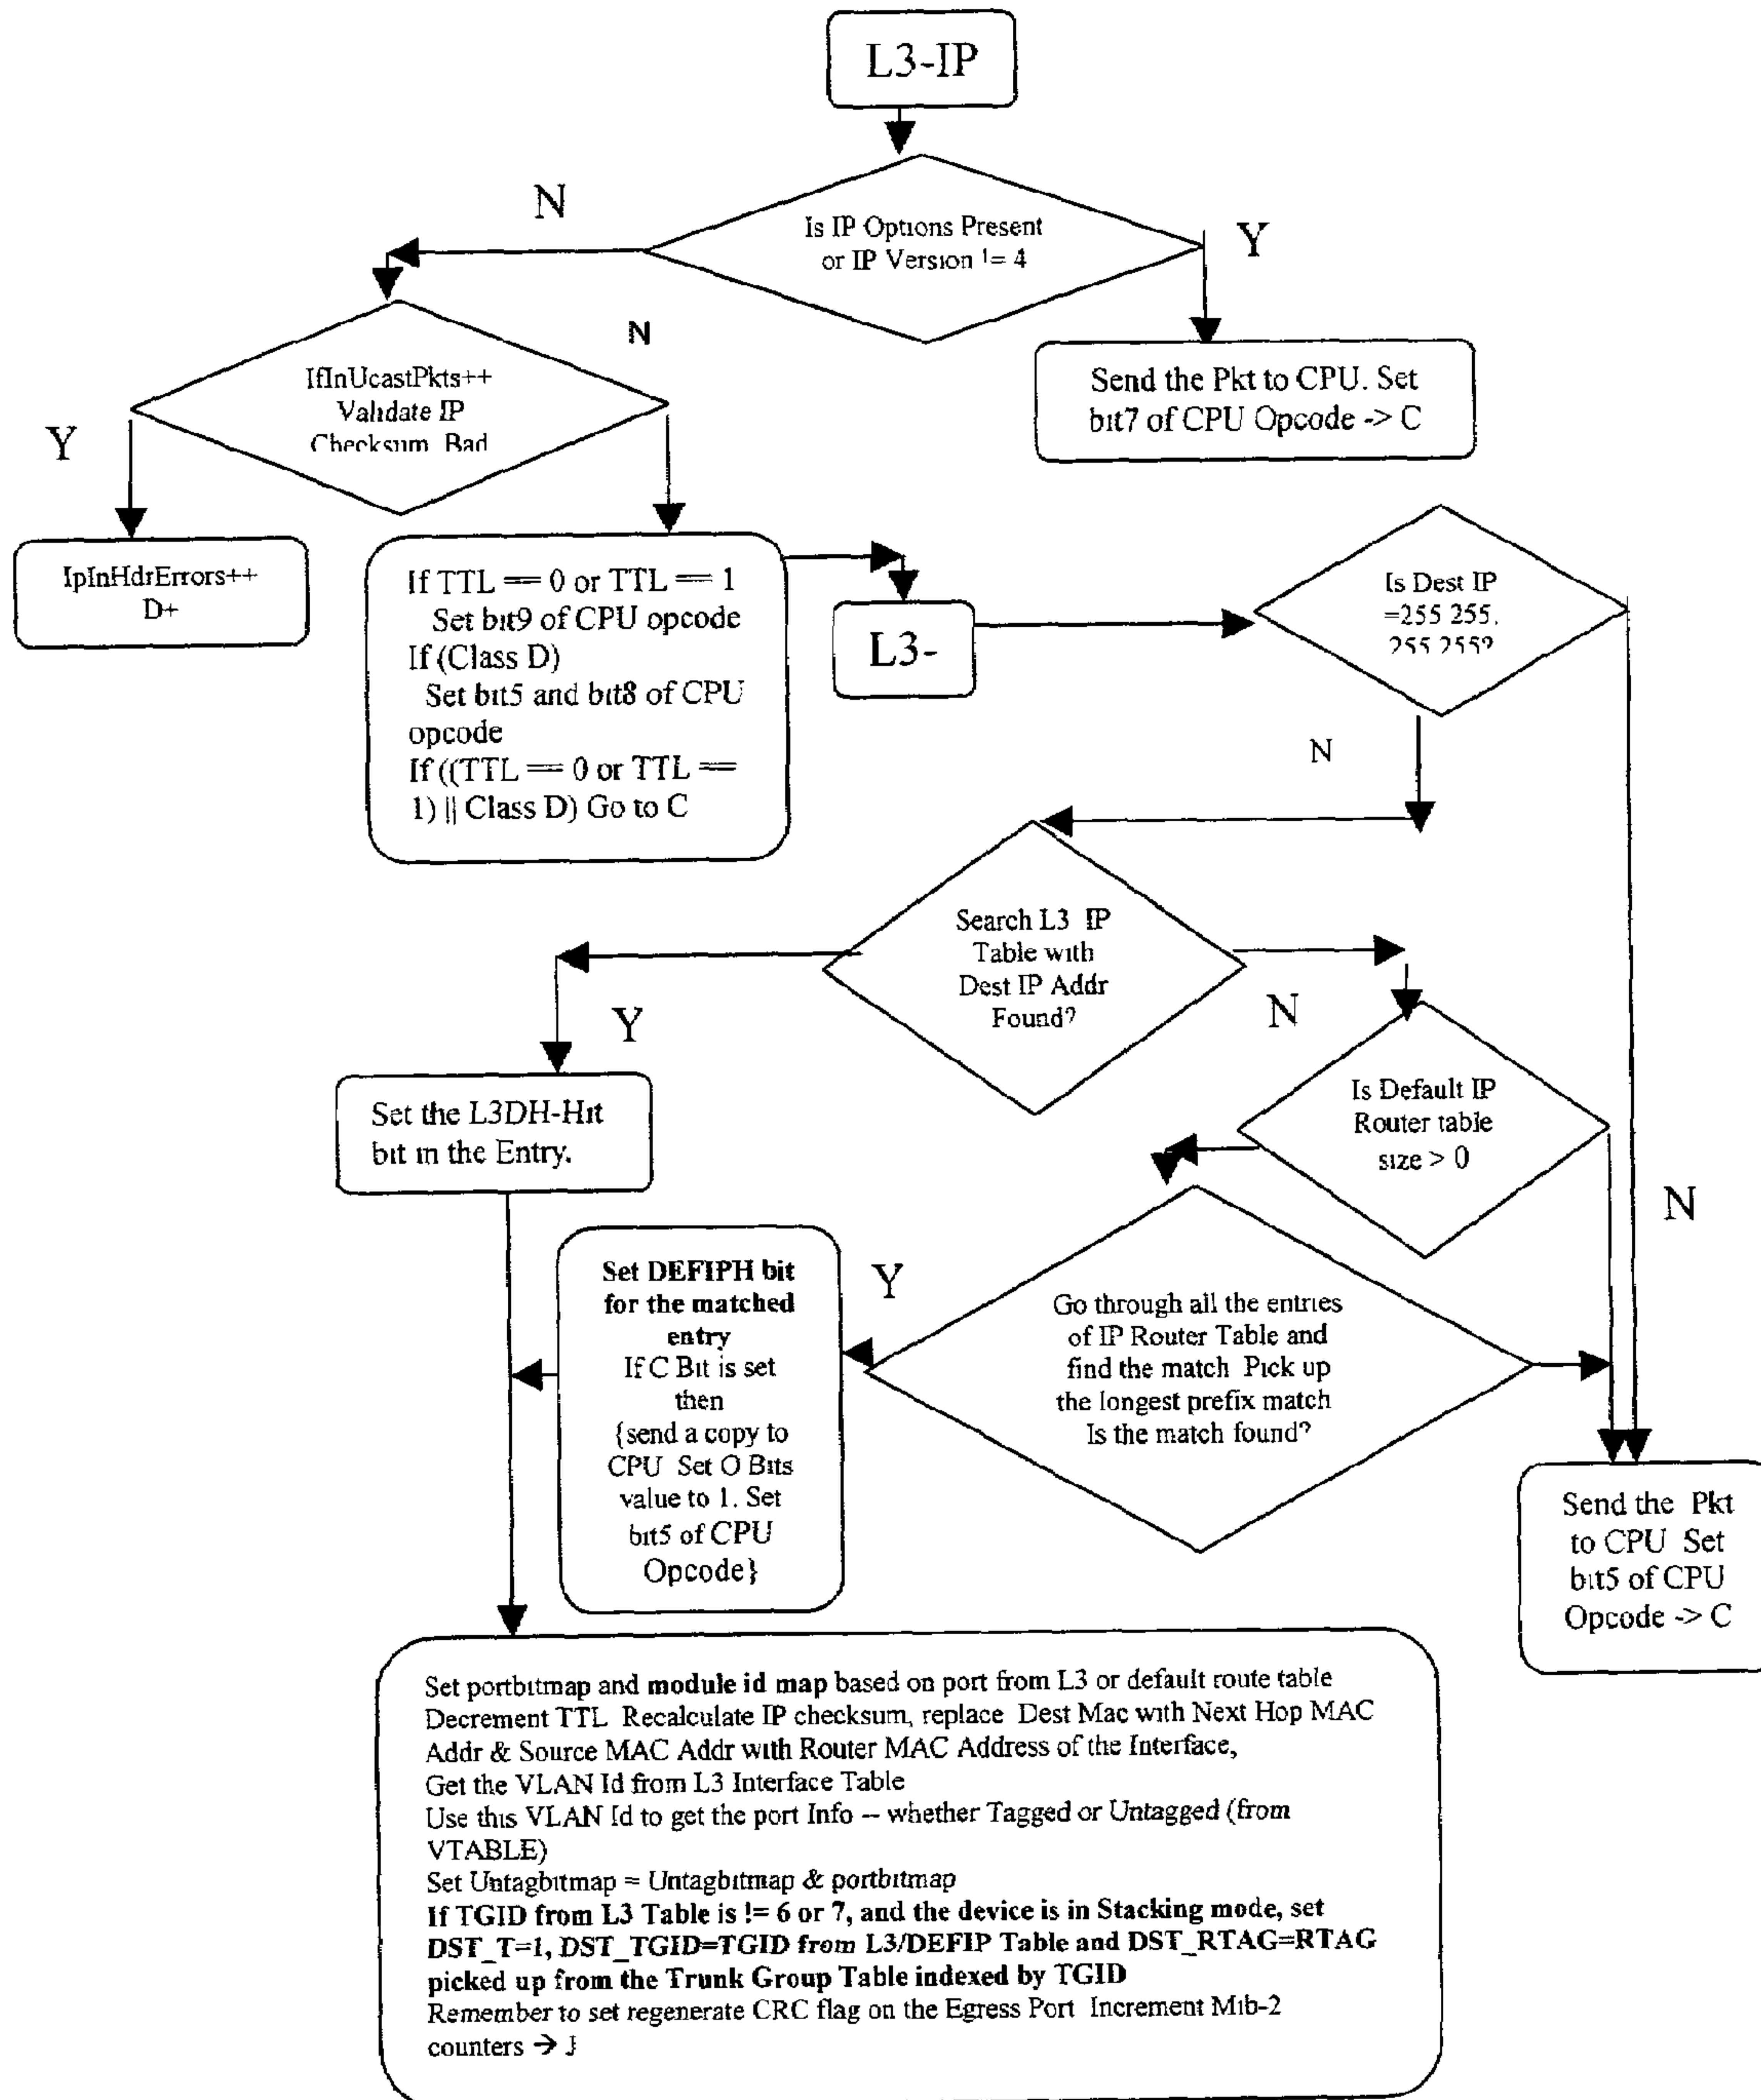 L3-IP
N
Is IP Options Present
or IP Version != 4
Y
N
IfInUcastPkts++
Validate IP
Checksum Bad
Y
Send the Pkt to CPU. Set
bit7 of CPU Opcode -> C
IpInHdrErrors++
D+
If TTL == 0 or TTL == 1
Set bit9 of CPU opcode
If (Class D)
Set bit5 and bit8 of CPU
opcode
If ((TTL == 0 or TTL ==
1) || Class D) Go to C
L3-
Is Dest IP
=255 255.
255 255?
N
Search L3 IP
Table with
Dest IP Addr
Found?
Y
N
Set the L3DH-Hit
bit in the Entry.
Is Default IP
Router table
size > 0
N
Set DEFIPH bit
for the matched
entry
If C Bit is set
then
{send a copy to
CPU Set O Bits
value to 1. Set
bit5 of CPU
Opcode}
Y
Go through all the entries
of IP Router Table and
find the match Pick up
the longest prefix match
Is the match found?
Send the Pkt
to CPU Set
bit5 of CPU
Opcode -> C
Set portbitmap and module id map based on port from L3 or default route table
Decrement TTL Recalculate IP checksum, replace Dest Mac with Next Hop MAC
Addr & Source MAC Addr with Router MAC Address of the Interface,
Get the VLAN Id from L3 Interface Table
Use this VLAN Id to get the port Info -- whether Tagged or Untagged (from
VTABLE)
Set Untagbitmap = Untagbitmap & portbitmap
If TGID from L3 Table is != 6 or 7, and the device is in Stacking mode, set
DST_T=1, DST_TGID=TGID from L3/DEFIP Table and DST_RTAG=RTAG
picked up from the Trunk Group Table indexed by TGID
Remember to set regenerate CRC flag on the Egress Port Increment Mib-2
counters → J